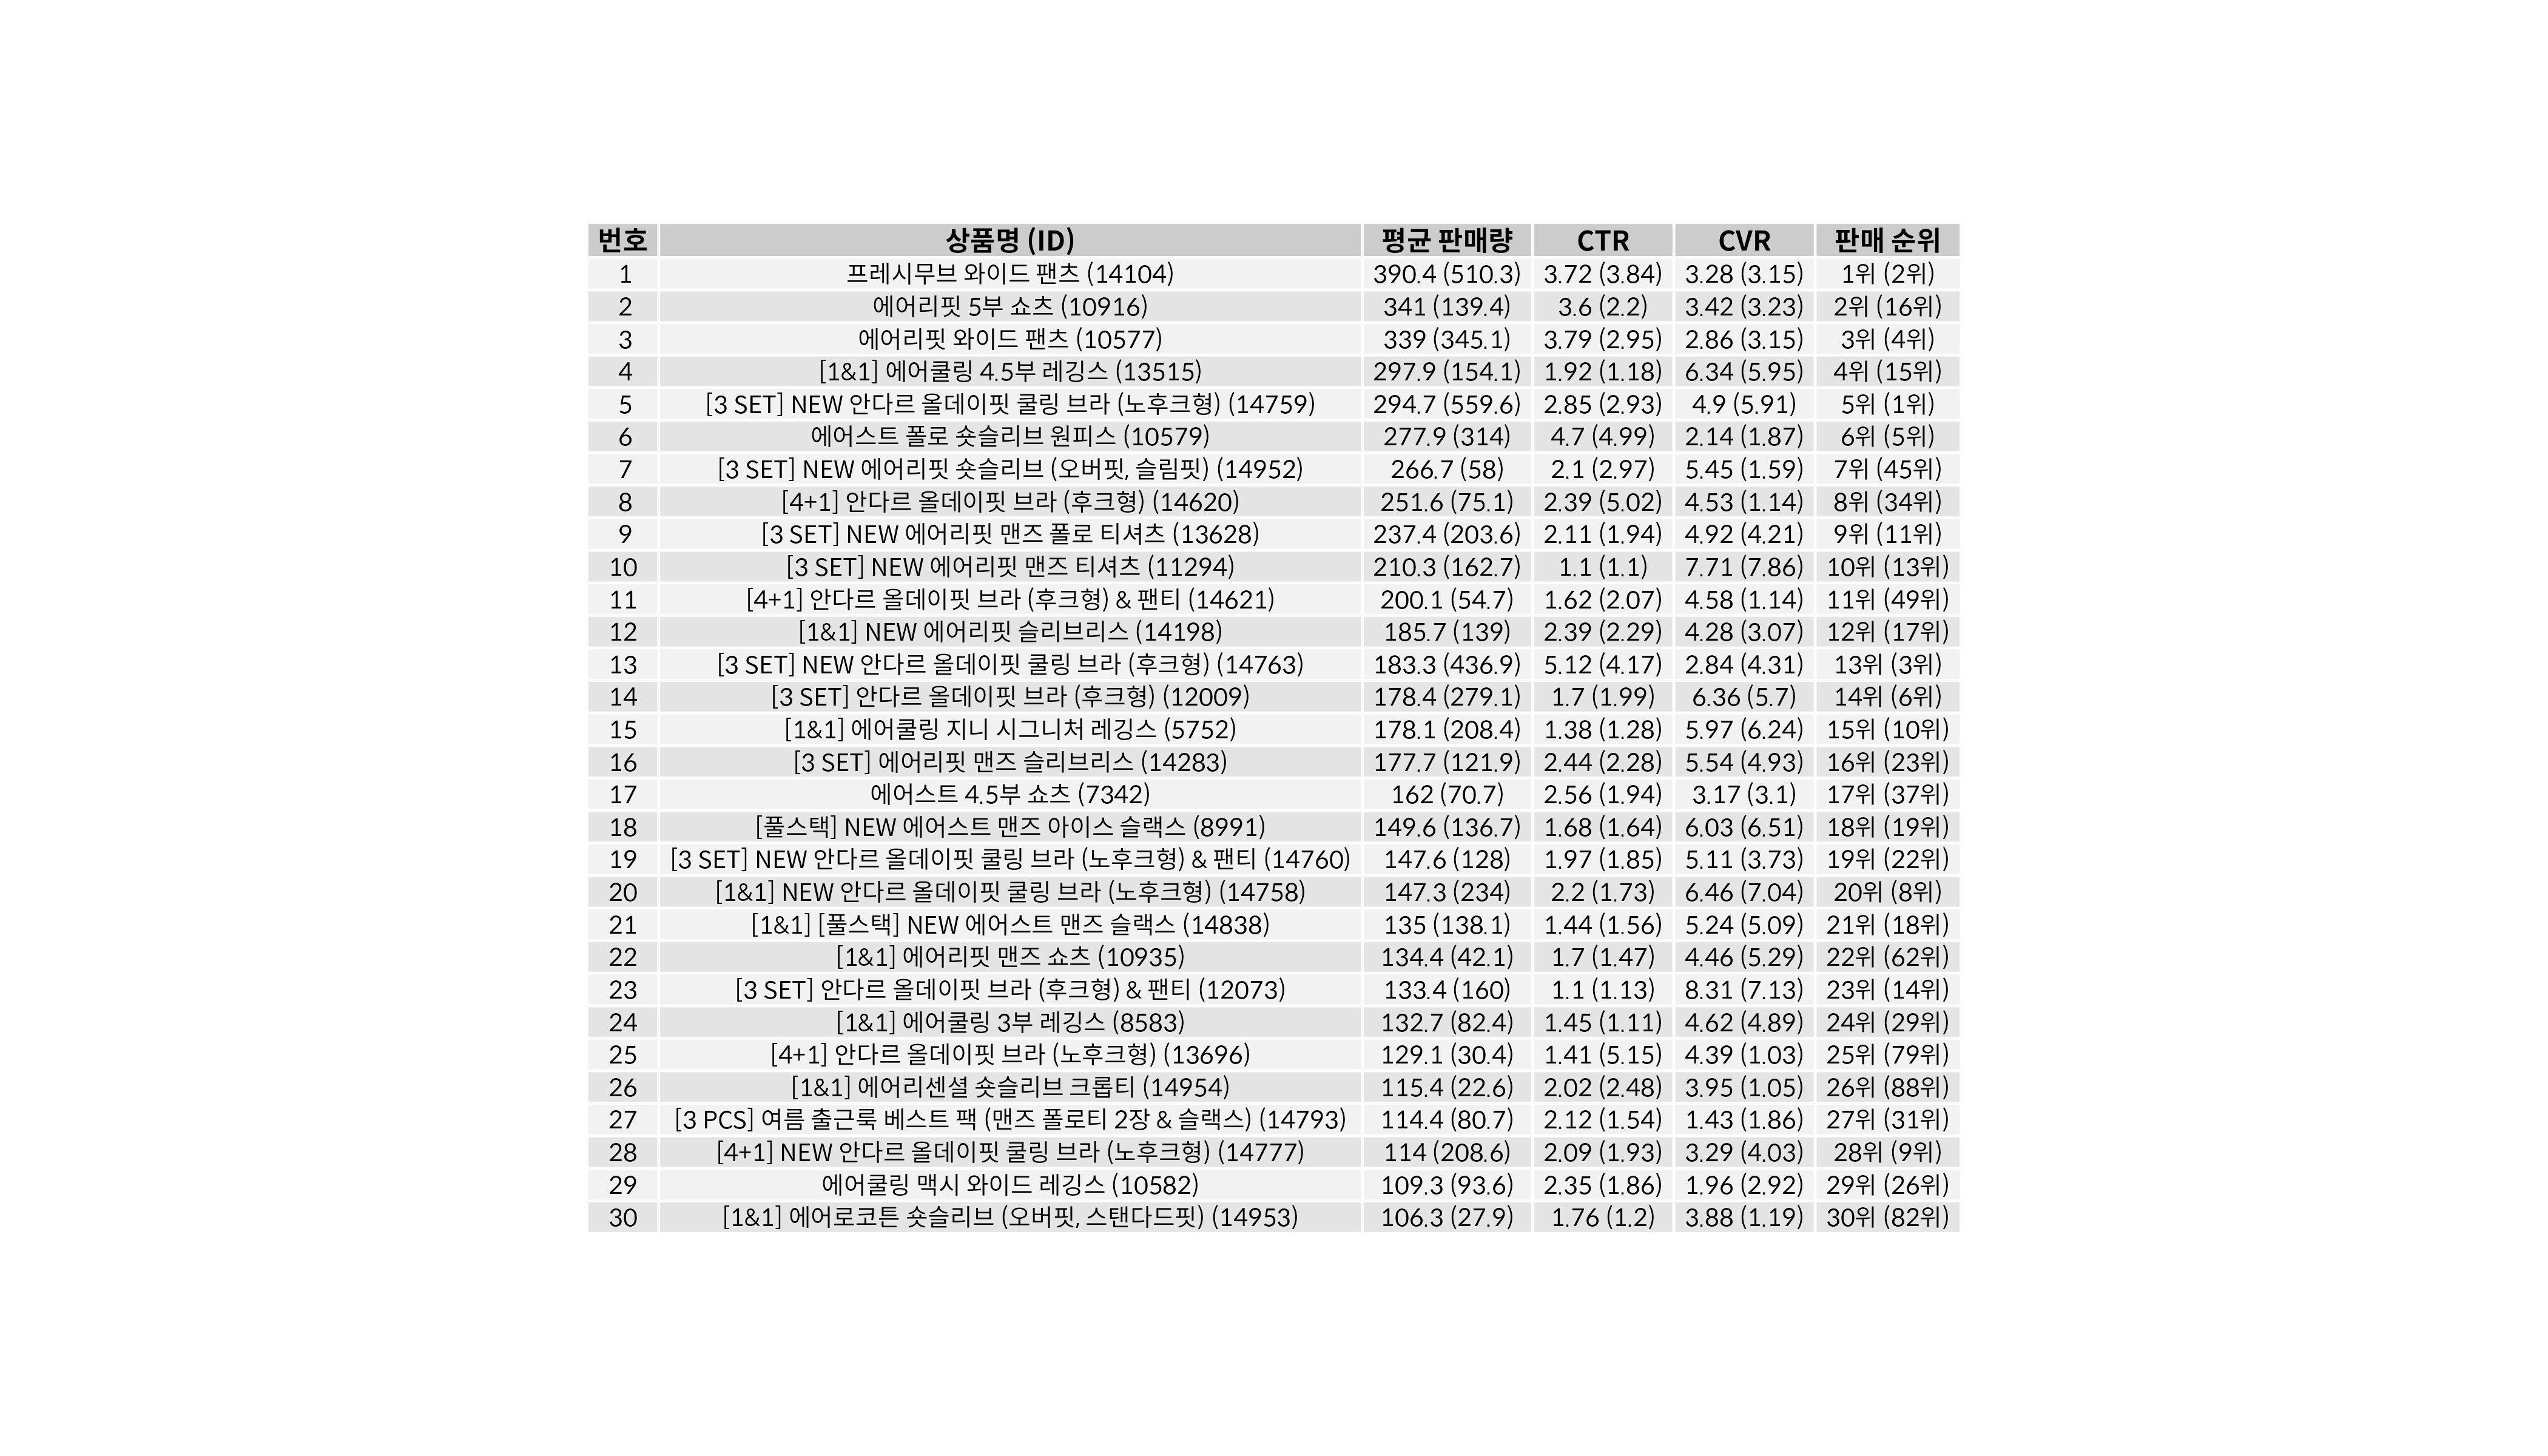 번호 상품명 (ID) 평균 판매량 CTR CVR 판매 순위
1 프레시무브 와이드 팬츠 (14104) 390.4 (510.3) 3.72 (3.84) 3.28 (3.15) 1위 (2위)
2 에어리핏 5부 쇼츠 (10916) 341 (139.4) 3.6 (2.2) 3.42 (3.23) 2위 (16위)
3 에어리핏 와이드 팬츠 (10577) 339 (345.1) 3.79 (2.95) 2.86 (3.15) 3위 (4위)
4 [1&1] 에어쿨링 4.5부 레깅스 (13515) 297.9 (154.1) 1.92 (1.18) 6.34 (5.95) 4위 (15위)
5 [3 SET] NEW 안다르 올데이핏 쿨링 브라 (노후크형) (14759) 294.7 (559.6) 2.85 (2.93) 4.9 (5.91) 5위 (1위)
6 에어스트 폴로 숏슬리브 원피스 (10579) 277.9 (314) 4.7 (4.99) 2.14 (1.87) 6위 (5위)
7 [3 SET] NEW 에어리핏 숏슬리브 (오버핏, 슬림핏) (14952) 266.7 (58) 2.1 (2.97) 5.45 (1.59) 7위 (45위)
8 [4+1] 안다르 올데이핏 브라 (후크형) (14620) 251.6 (75.1) 2.39 (5.02) 4.53 (1.14) 8위 (34위)
9 [3 SET] NEW 에어리핏 맨즈 폴로 티셔츠 (13628) 237.4 (203.6) 2.11 (1.94) 4.92 (4.21) 9위 (11위)
10 [3 SET] NEW 에어리핏 맨즈 티셔츠 (11294) 210.3 (162.7) 1.1 (1.1) 7.71 (7.86) 10위 (13위)
11 [4+1] 안다르 올데이핏 브라 (후크형) & 팬티 (14621) 200.1 (54.7) 1.62 (2.07) 4.58 (1.14) 11위 (49위)
12 [1&1] NEW 에어리핏 슬리브리스 (14198) 185.7 (139) 2.39 (2.29) 4.28 (3.07) 12위 (17위)
13 [3 SET] NEW 안다르 올데이핏 쿨링 브라 (후크형) (14763) 183.3 (436.9) 5.12 (4.17) 2.84 (4.31) 13위 (3위)
14 [3 SET] 안다르 올데이핏 브라 (후크형) (12009) 178.4 (279.1) 1.7 (1.99) 6.36 (5.7) 14위 (6위)
15 [1&1] 에어쿨링 지니 시그니처 레깅스 (5752) 178.1 (208.4) 1.38 (1.28) 5.97 (6.24) 15위 (10위)
16 [3 SET] 에어리핏 맨즈 슬리브리스 (14283) 177.7 (121.9) 2.44 (2.28) 5.54 (4.93) 16위 (23위)
17 에어스트 4.5부 쇼츠 (7342) 162 (70.7) 2.56 (1.94) 3.17 (3.1) 17위 (37위)
18 [풀스택] NEW 에어스트 맨즈 아이스 슬랙스 (8991) 149.6 (136.7) 1.68 (1.64) 6.03 (6.51) 18위 (19위)
19 [3 SET] NEW 안다르 올데이핏 쿨링 브라 (노후크형) & 팬티 (14760) 147.6 (128) 1.97 (1.85) 5.11 (3.73) 19위 (22위)
20 [1&1] NEW 안다르 올데이핏 쿨링 브라 (노후크형) (14758) 147.3 (234) 2.2 (1.73) 6.46 (7.04) 20위 (8위)
21 [1&1] [풀스택] NEW 에어스트 맨즈 슬랙스 (14838) 135 (138.1) 1.44 (1.56) 5.24 (5.09) 21위 (18위)
22 [1&1] 에어리핏 맨즈 쇼츠 (10935) 134.4 (42.1) 1.7 (1.47) 4.46 (5.29) 22위 (62위)
23 [3 SET] 안다르 올데이핏 브라 (후크형) & 팬티 (12073) 133.4 (160) 1.1 (1.13) 8.31 (7.13) 23위 (14위)
24 [1&1] 에어쿨링 3부 레깅스 (8583) 132.7 (82.4) 1.45 (1.11) 4.62 (4.89) 24위 (29위)
25 [4+1] 안다르 올데이핏 브라 (노후크형) (13696) 129.1 (30.4) 1.41 (5.15) 4.39 (1.03) 25위 (79위)
26 [1&1] 에어리센셜 숏슬리브 크롭티 (14954) 115.4 (22.6) 2.02 (2.48) 3.95 (1.05) 26위 (88위)
27 [3 PCS] 여름 출근룩 베스트 팩 (맨즈 폴로티 2장 & 슬랙스) (14793) 114.4 (80.7) 2.12 (1.54) 1.43 (1.86) 27위 (31위)
28 [4+1] NEW 안다르 올데이핏 쿨링 브라 (노후크형) (14777) 114 (208.6) 2.09 (1.93) 3.29 (4.03) 28위 (9위)
29 에어쿨링 맥시 와이드 레깅스 (10582) 109.3 (93.6) 2.35 (1.86) 1.96 (2.92) 29위 (26위)
30 [1&1] 에어로코튼 숏슬리브 (오버핏, 스탠다드핏) (14953) 106.3 (27.9) 1.76 (1.2) 3.88 (1.19) 30위 (82위)